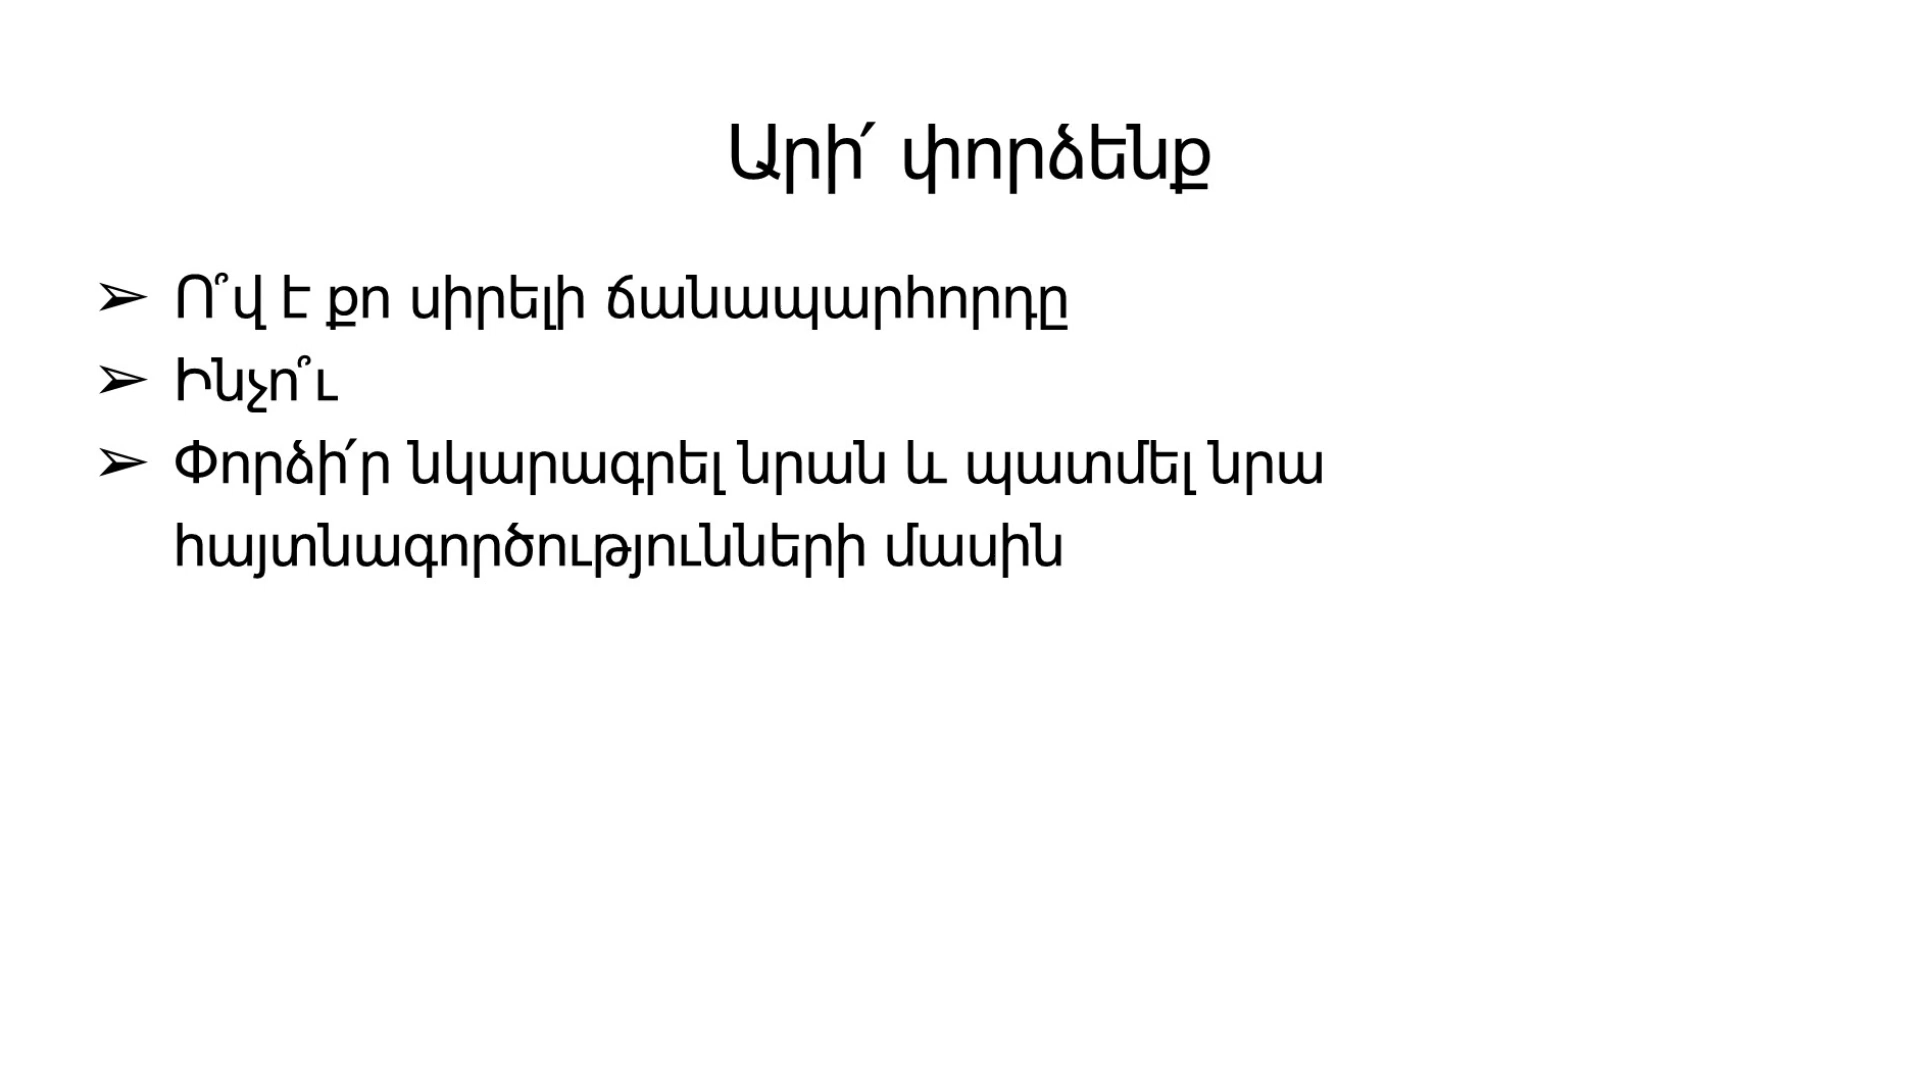 Արի՛ փորձենք
➢ Ո՞վ է քո սիրելի ճանապարհորդը
➢ Ինչո՞ւ
➢ Փորձի՛ր նկարագրել նրան և պատմել նրա
հայտնագործությունների մասին